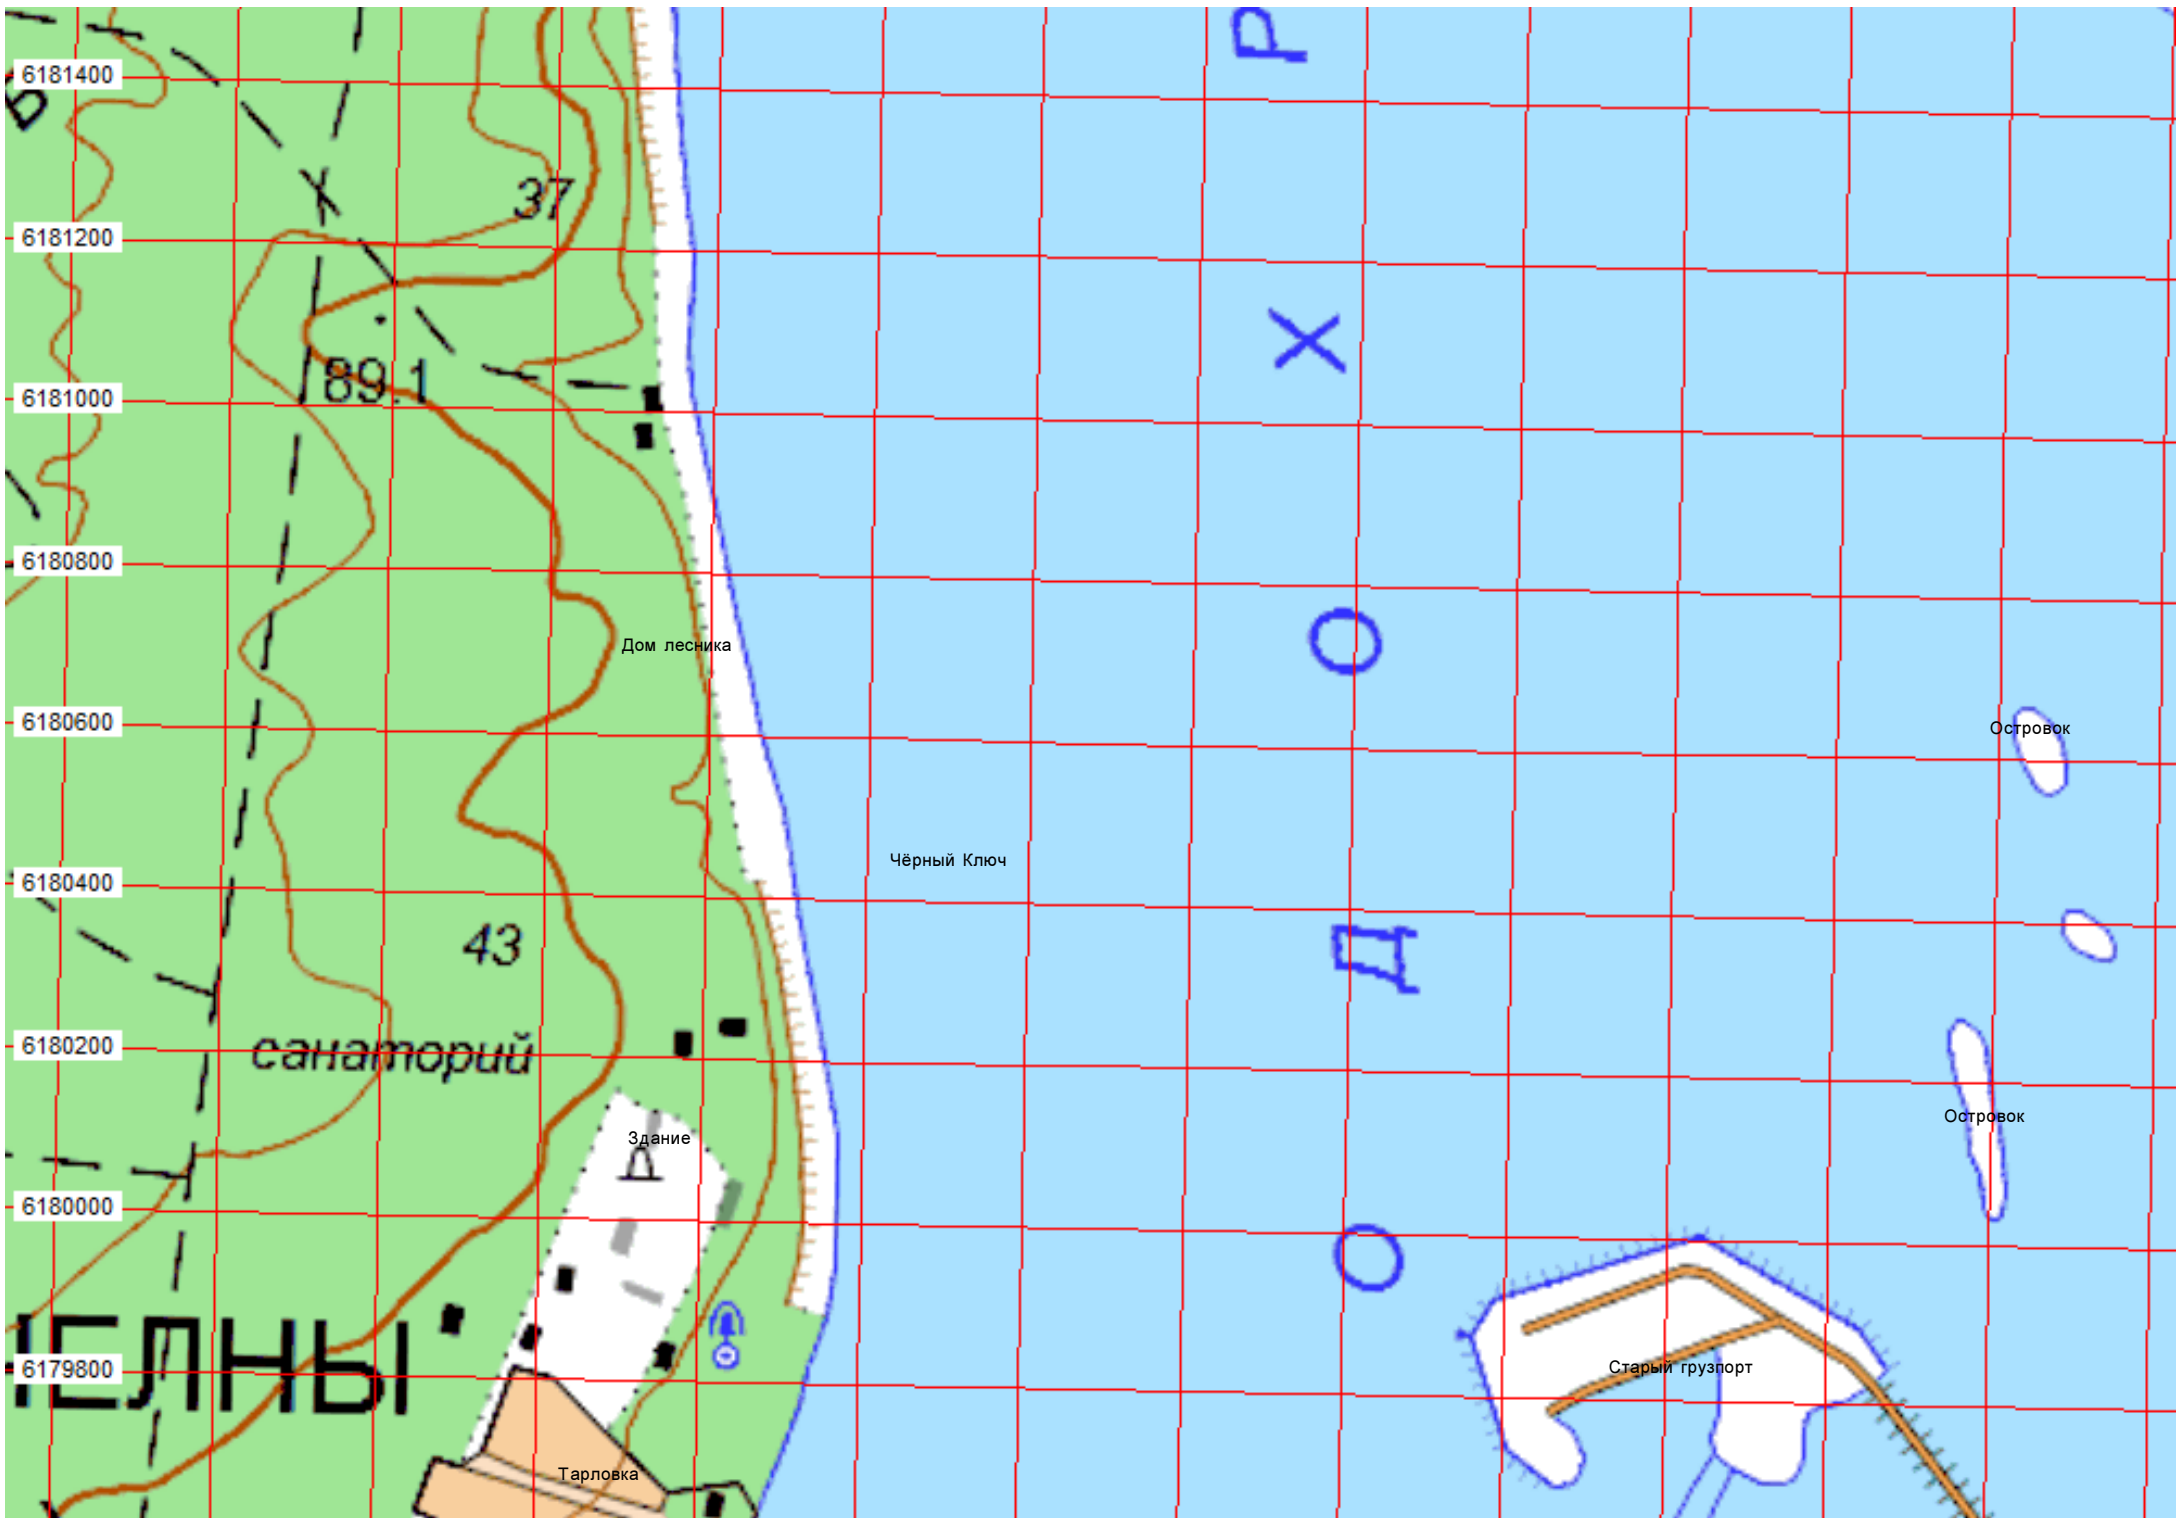 Р
6181400
37
6181200
Х
89.1
6181000
6180800
О
Дом лесника
6180600
Островок
Чёрный Ключ
6180400
43
Д
6180200
санаторий
Островок
Здание
6180000
О
ЧЕЛНЫ
6179800
Старый грузпорт
Тарловка